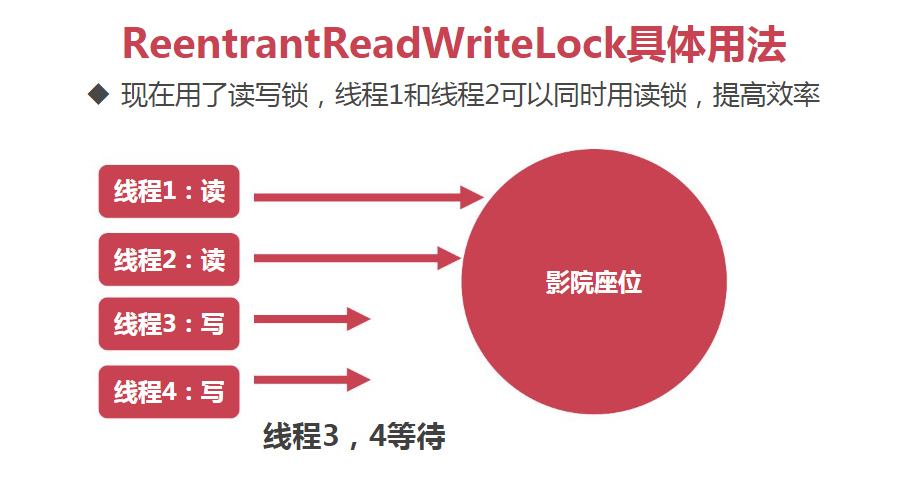 ReentrantReadWriteLock具体用法
◆ 现在用了读写锁，线程1和线程2可以同时用读锁，提高效率
线程1：读
线程2：读
线程3：写
线程4：写
影院座位
线程3，4等待